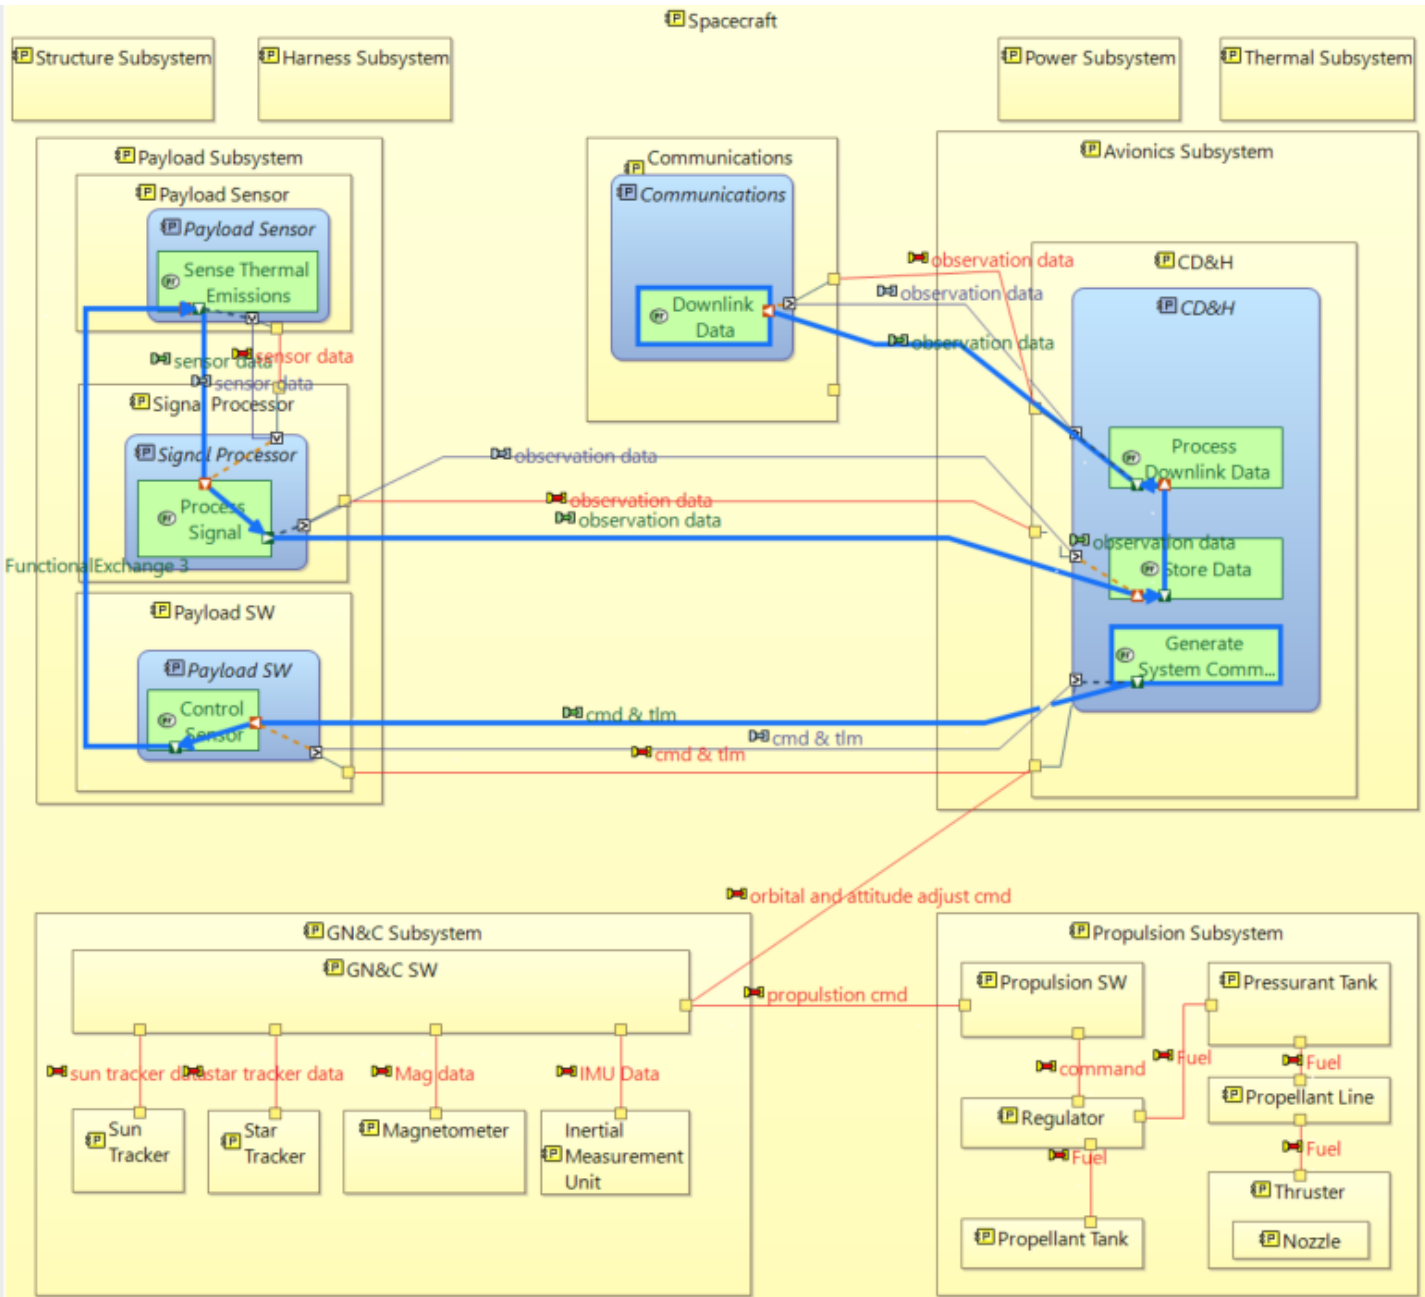 Spacecraft
Structure Subsystem
Harness Subsystem
Power Subsystem
Thermal Subsystem
Payload Subsystem
Payload Sensor
Payload Sensor
Sense Thermal
Emissions
sensor data
sensor data
sensor data
Signal Processor
Signal Processor
Process
Signal
FunctionalExchange 3
Payload SW
Payload SW
Control
Sensor
Communications
Communications
Downlink
Data
observation data
observation data
observation data
observation data
observation data
observation data
cmd & tlm
cmd & tlm
cmd & tlm
Avionics Subsystem
CD&H
CD&H
Process
Downlink Data
observation data
Store Data
Generate
System Comm...
orbital and attitude adjust cmd
GN&C Subsystem
GN&C SW
propulstion cmd
sun tracker data
star tracker data
Mag data
IMU Data
Sun
Tracker
Star
Tracker
Magnetometer
Inertial
Measurement
Unit
Propulsion Subsystem
Propulsion SW
Pressurant Tank
command
Fuel
Fuel
Regulator
Propellant Line
Fuel
Fuel
Propellant Tank
Thruster
Nozzle